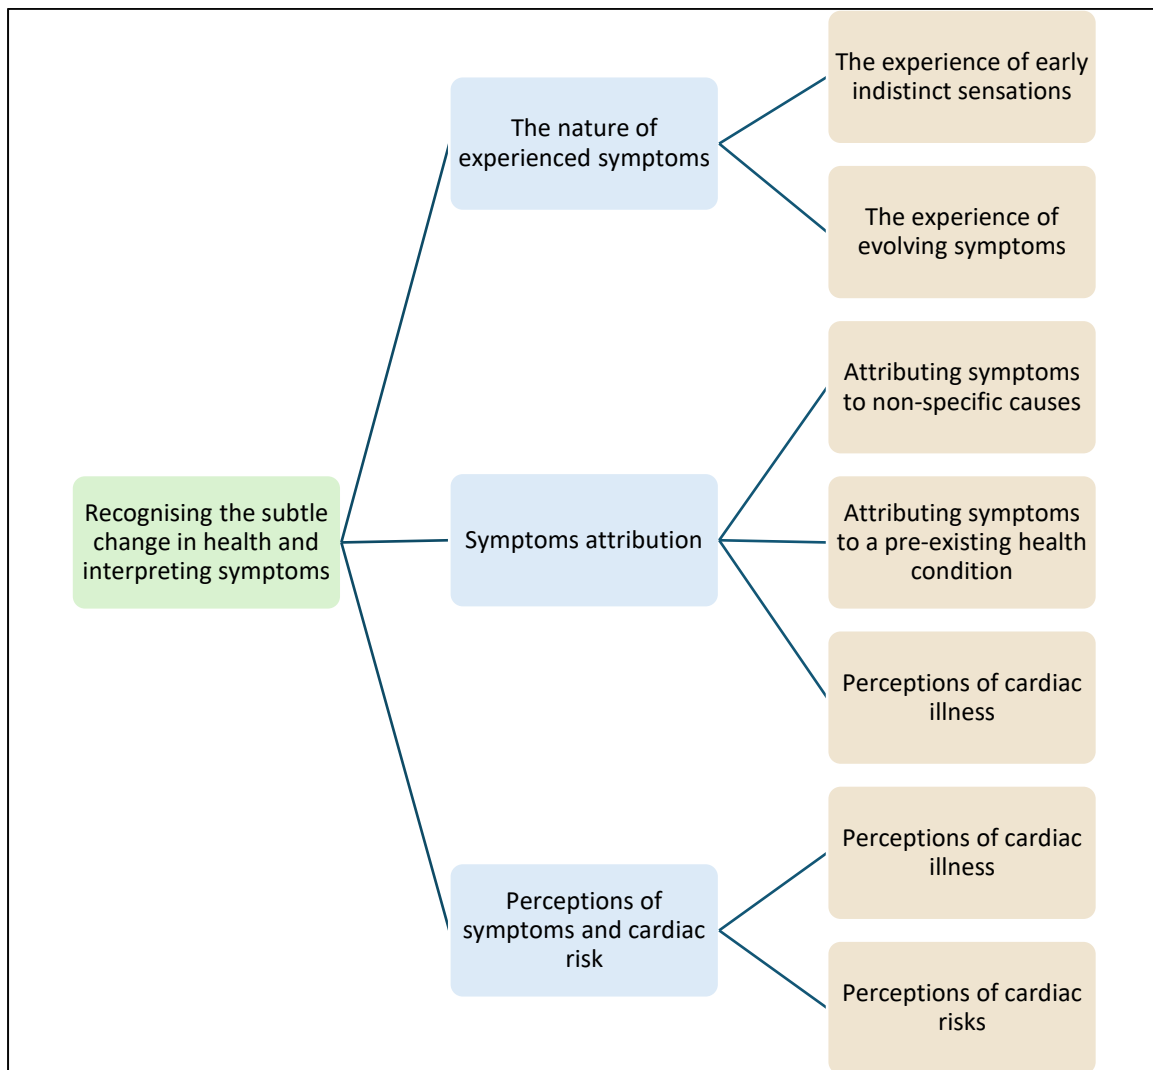 The experience of early
indistinct sensations
The nature of
experienced symptoms
The experience of
evolving symptoms
Attributing symptoms
to non-specific causes
Recognising the subtle
change in health and
interpreting symptoms
Symptoms attribution
Attributing symptoms
to a pre-existing health
condition
Perceptions of cardiac
illness
Perceptions of
symptoms and cardiac
risk
Perceptions of cardiac
illness
Perceptions of cardiac
risks